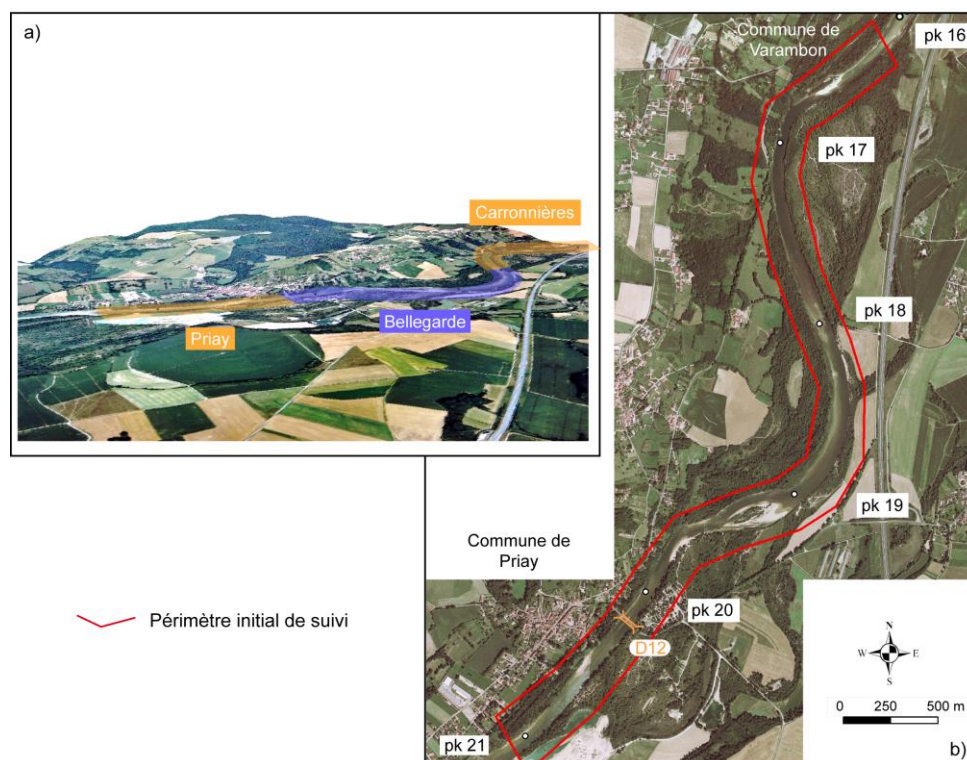 a)
Carronnières
Bellegarde
Priay
Commune de
Varambon
pk 16
pk 17
pk 18
pk 19
Commune de
Priay
pk 20
D12
pk 21
Périmètre initial de suivi
N
W
E
S
0 250 500 m
b)